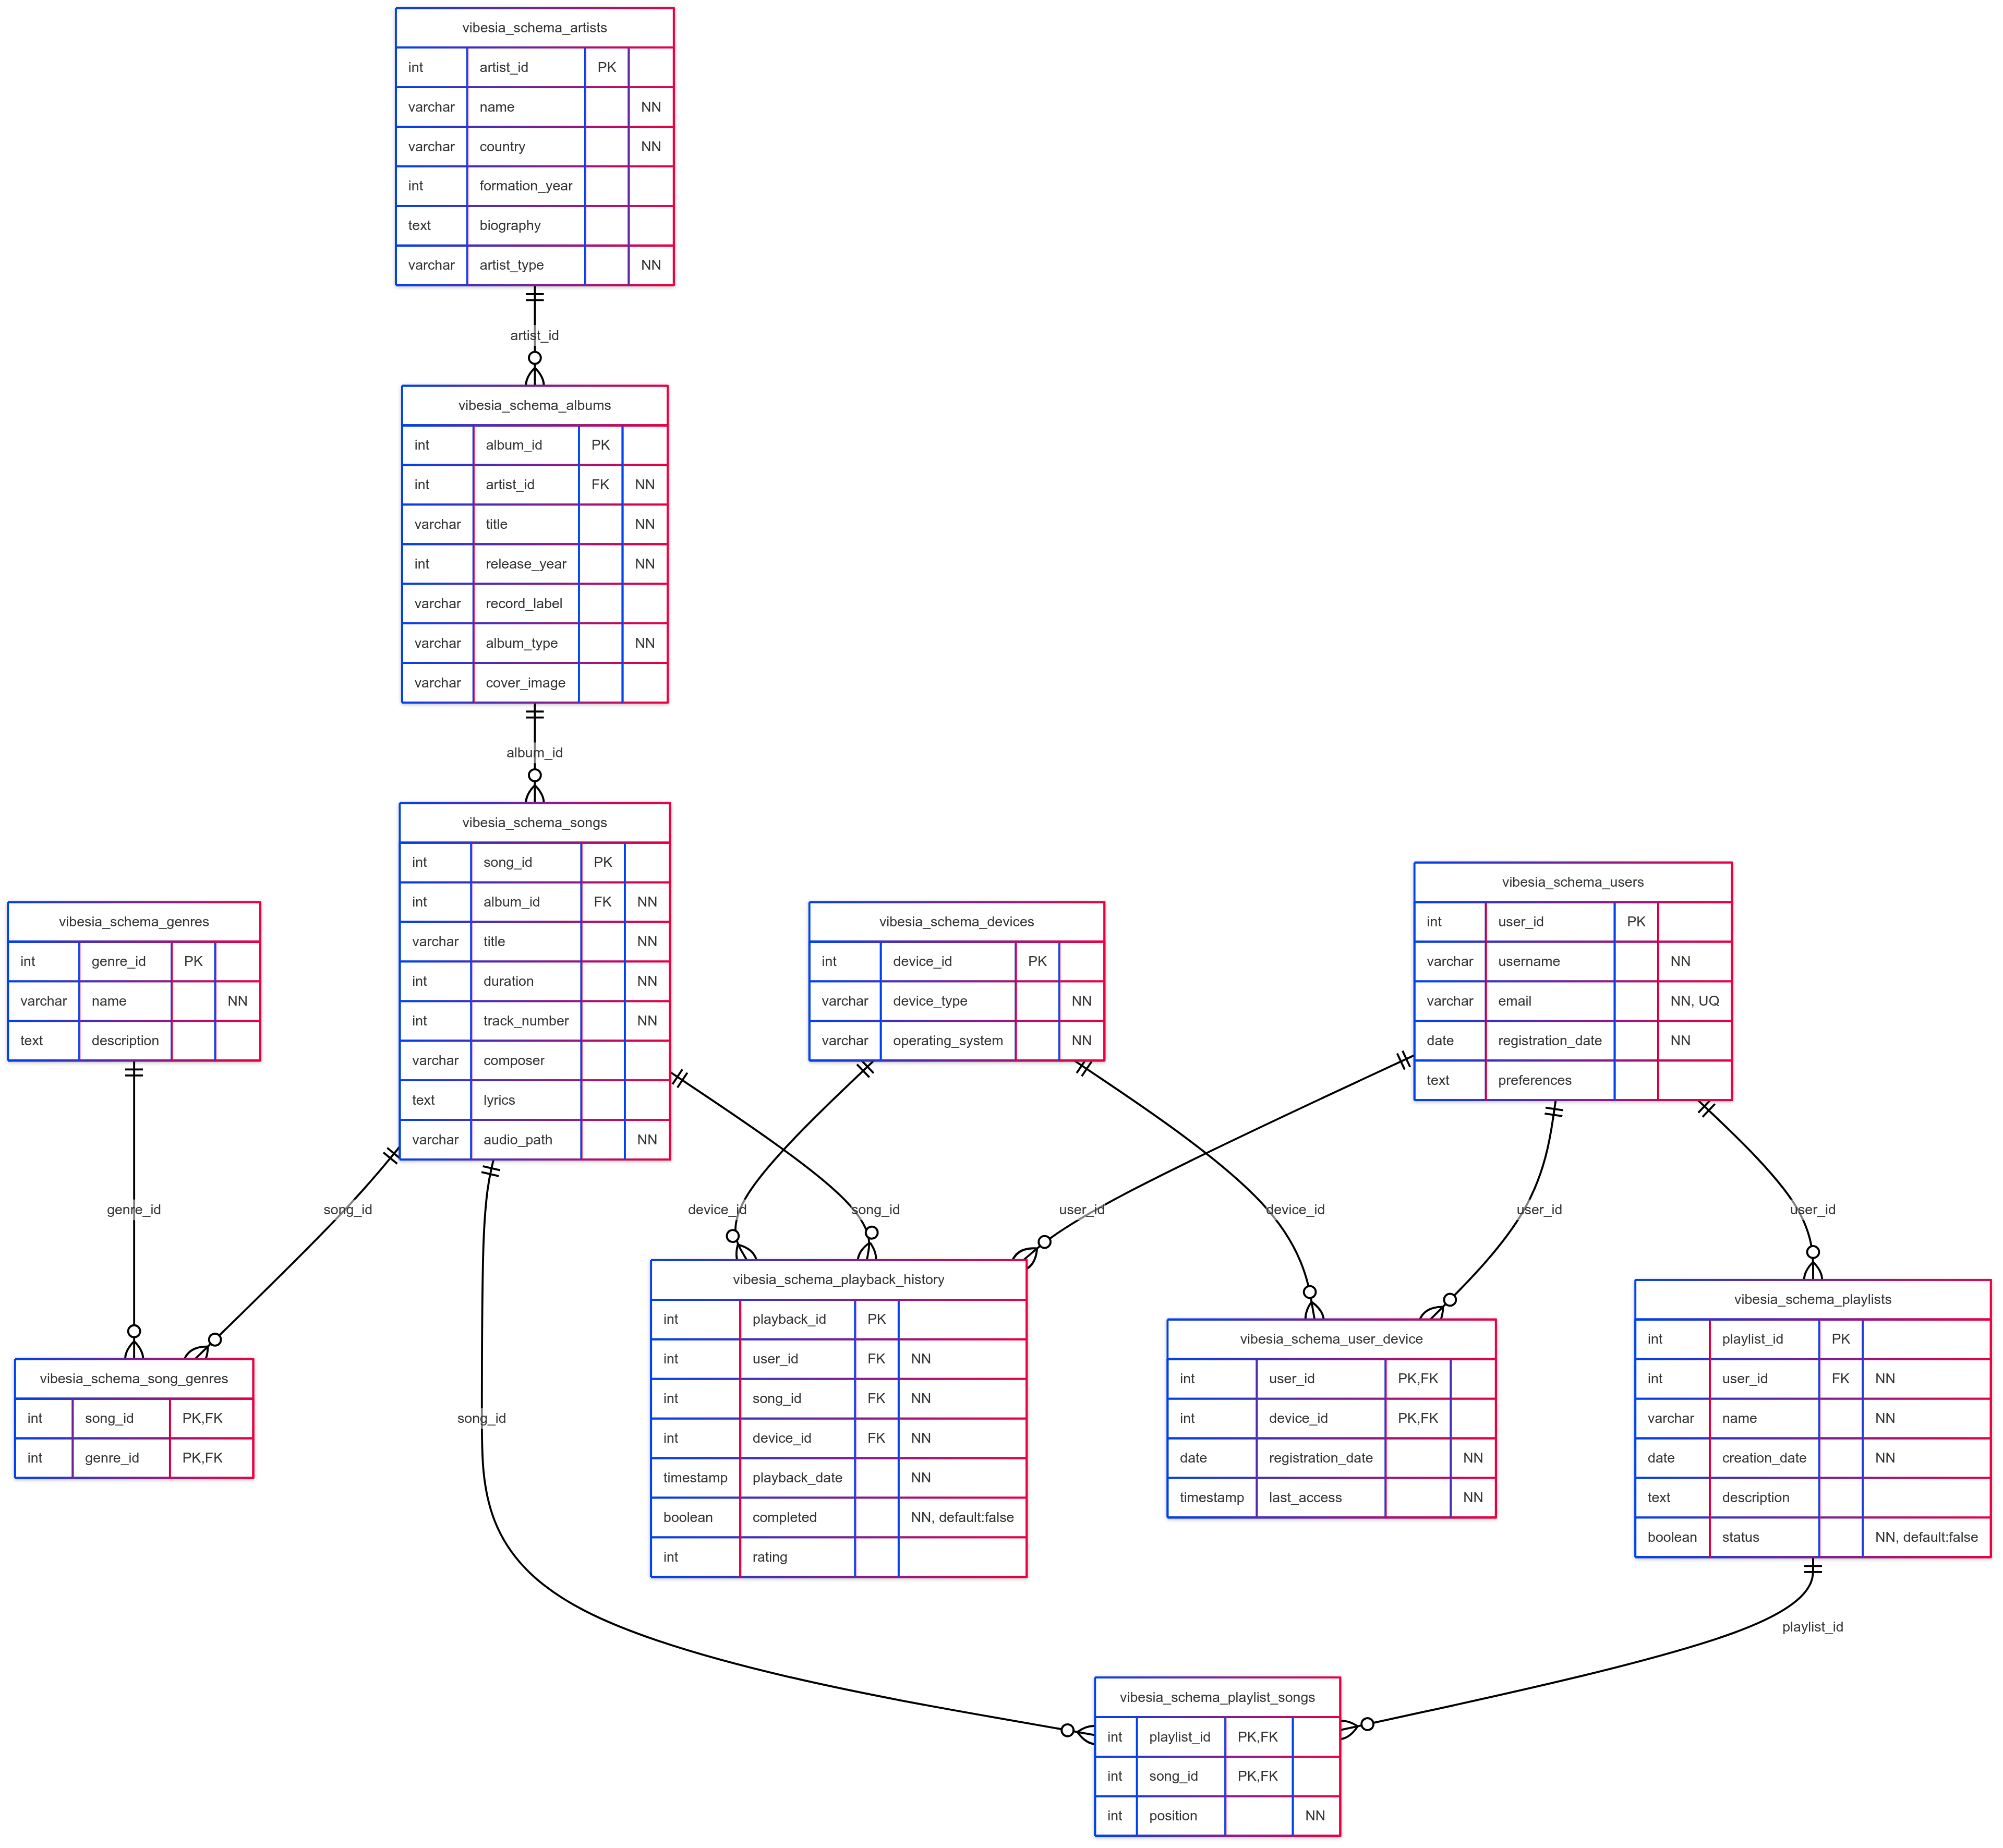 vibesia_schema_artists
int artist_id PK
varchar name NN
varchar country NN
int formation_year
text biography
varchar artist_type NN
artist_id
vibesia_schema_albums
int album_id PK
int artist_id FK NN
varchar title NN
int release_year NN
varchar record_label
varchar album_type NN
varchar cover_image
album_id
vibesia_schema_songs
int song_id PK
int album_id FK NN
varchar title NN
int duration NN
int track_number NN
varchar composer
text lyrics
varchar audio_path NN
vibesia_schema_genres
int genre_id PK
varchar name NN
text description
vibesia_schema_devices
int device_id PK
varchar device_type NN
varchar operating_system NN
vibesia_schema_users
int user_id PK
varchar username NN
varchar email NN, UQ
date registration_date NN
text preferences
genre_id
song_id
device_id
song_id
user_id
device_id
user_id
user_id
vibesia_schema_song_genres
int song_id PK,FK
int genre_id PK,FK
song_id
vibesia_schema_playback_history
int playback_id PK
int user_id FK NN
int song_id FK NN
int device_id FK NN
timestamp playback_date NN
boolean completed NN, default:false
int rating
vibesia_schema_user_device
int user_id PK,FK
int device_id PK,FK
date registration_date NN
timestamp last_access NN
vibesia_schema_playlists
int playlist_id PK
int user_id FK NN
varchar name NN
date creation_date NN
text description
boolean status NN, default:false
playlist_id
vibesia_schema_playlist_songs
int playlist_id PK,FK
int song_id PK,FK
int position NN